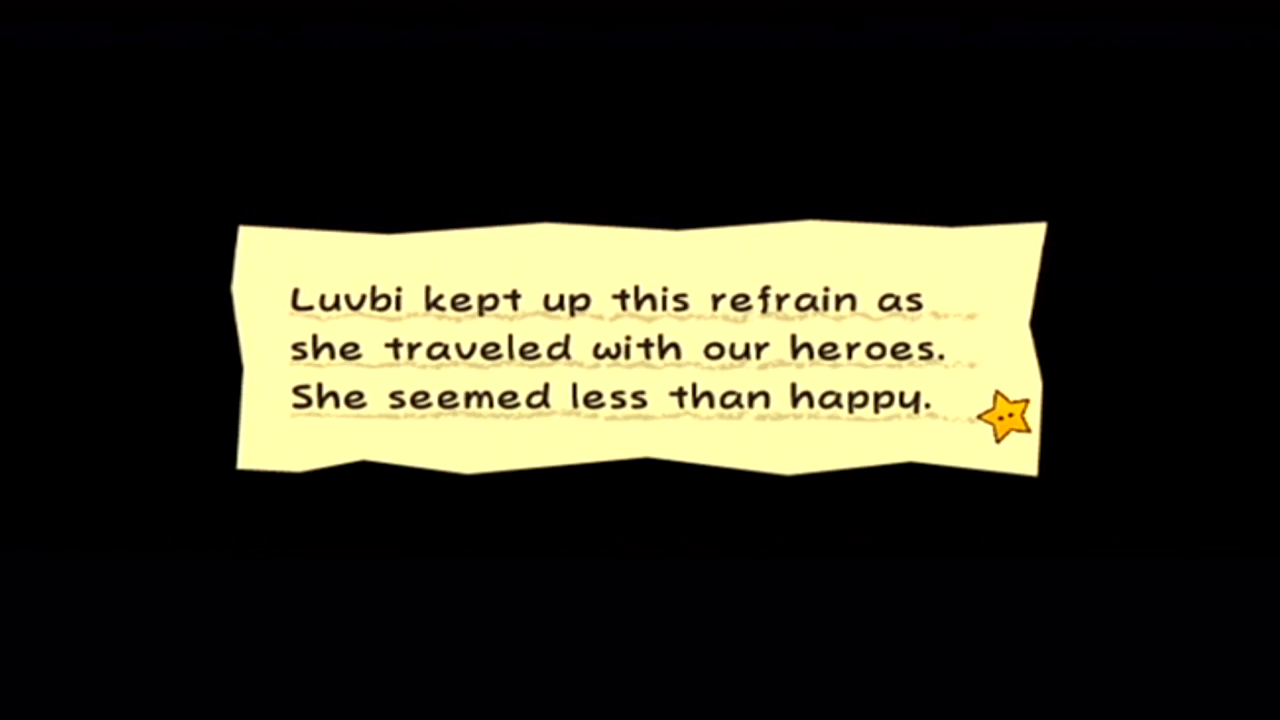 Luvbi kept up this refrain as
she traveled with our heroes.
She seemed less than happy.